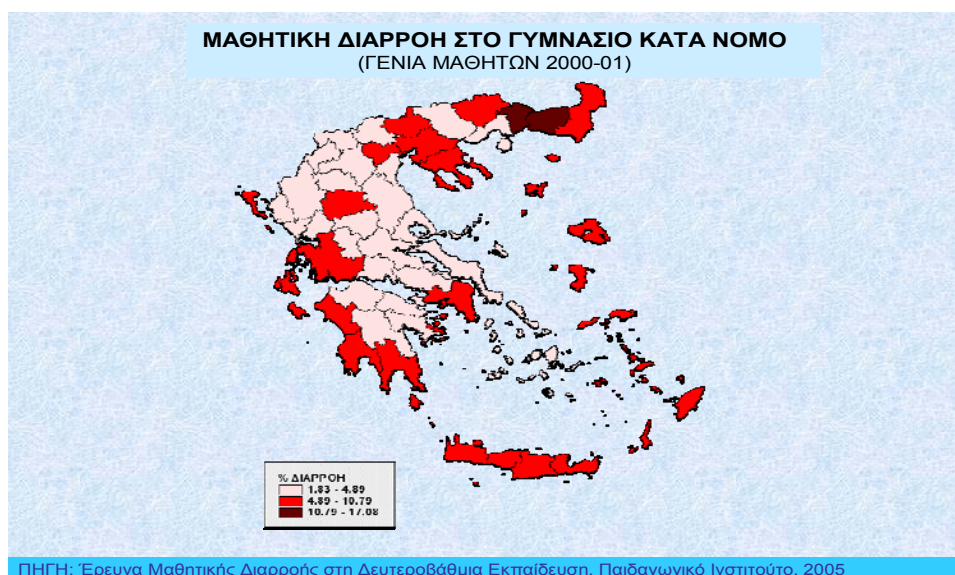 ΜΑΘΗΤΙΚΗ ΔΙΑΡΡΟΗ ΣΤΟ ΓΥΜΝΑΣΙΟ ΚΑΤΑ ΝΟΜΟ
(ΓΕΝΙΑ ΜΑΘΗΤΩΝ 2000-01)
% ΔΙΑΡΡΟΗ
1.83 - 4.89
4.89 - 10.79
10.79 - 17.08
ΠΗΓΗ: Έρευνα Μαθητικής Διαρροής στη Δευτεροβάθμια Εκπαίδευση, Παιδαγωγικό Ινστιτούτο, 2005